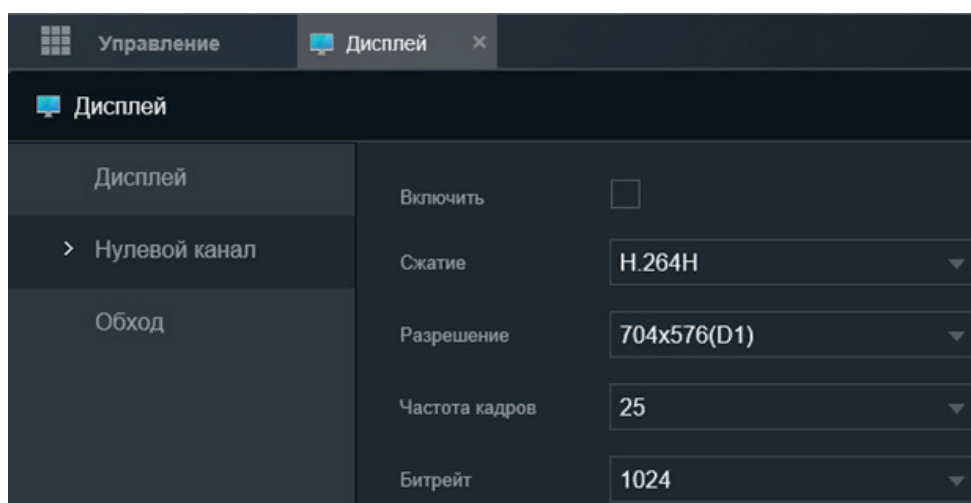 Управление
Дисплей ×
Дисплей
Дисплей
Нулевой канал
Обход
Включить
Сжатие H.264H
Разрешение 704x576(D1)
Частота кадров 25
Битрейт 1024